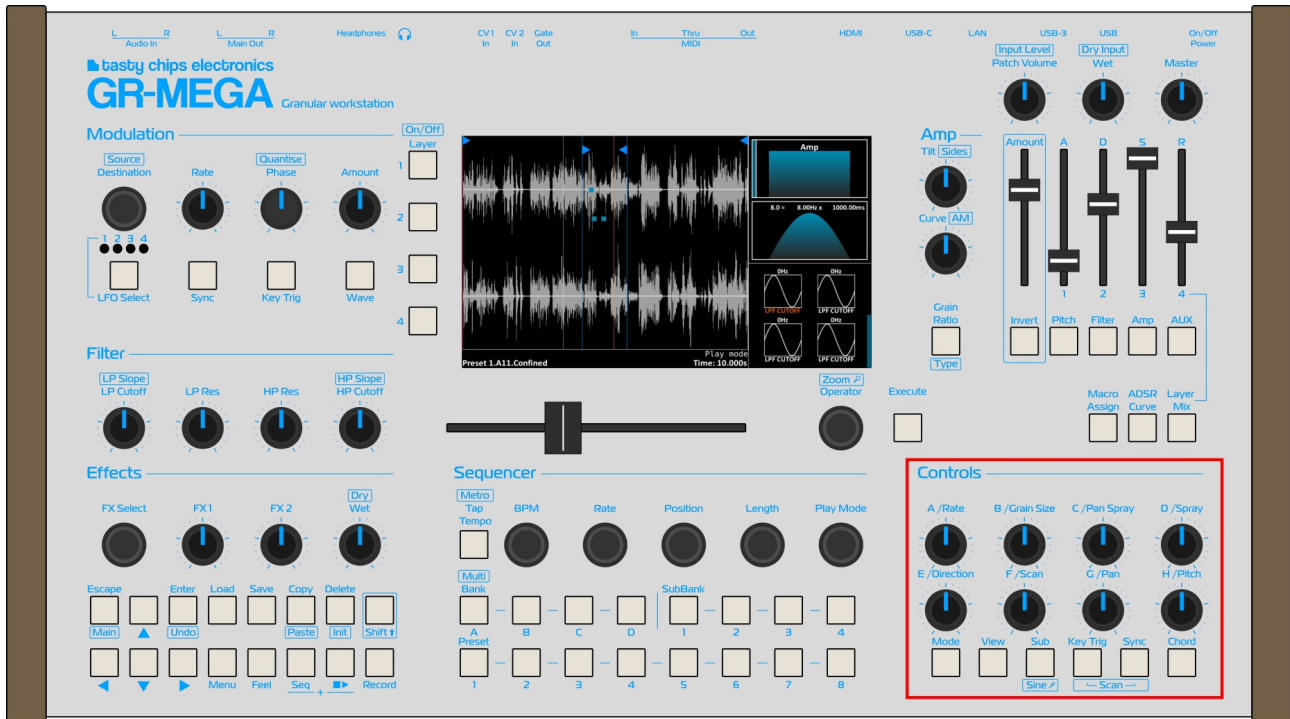 L R L R Headphones CV 1 CV 2 Gate In Thru Out HDMI USB-C LAN USB-3 USB On/Off
Audio In Main Out In In Out MIDI Power
tasty chips electronics
GR-MEGA Granular workstation
Input Level Dry Input
Patch Volume Wet Master
Modulation
On/Off
Layer
1
2
3
4
Source Quantise
Destination Rate Phase Amount
1 2 3 4
LFO Select Sync Key Trig Wave
Amp
8.0 = 8.00Hz x 1000.00ms
0Hz 0Hz
LPF CUTOFF LPF CUTOFF
0Hz 0Hz
LPF CUTOFF LPF CUTOFF
Play mode
Preset 1.A11.Confined Time: 10.000s
Amp
Tilt Sides
Curve AM
Grain
Ratio
Type
Amount A D S R
1 2 3 4
Invert Pitch Filter Amp AUX
Macro ADSR Layer
Assign Curve Mix
Filter
LP Slope HP Slope
LP Cutoff LP Res HP Res HP Cutoff
Zoom
Operator Execute
Effects
Dry
FX Select FX 1 FX 2 Wet
Escape Enter Load Save Copy Delete
Main Undo Paste Init Shift
Menu Feel Seq + Record
Sequencer
Metro
Tap
Tempo
BPM Rate Position Length Play Mode
Multi
Bank SubBank
A B C D 1 2 3 4
Preset
1 2 3 4 5 6 7 8
Controls
A /Rate B /Grain Size C /Pan Spray D /Spray
E /Direction F /Scan G /Pan H /Pitch
Mode View Sub Key Trig Sync Chord
Sine Scan